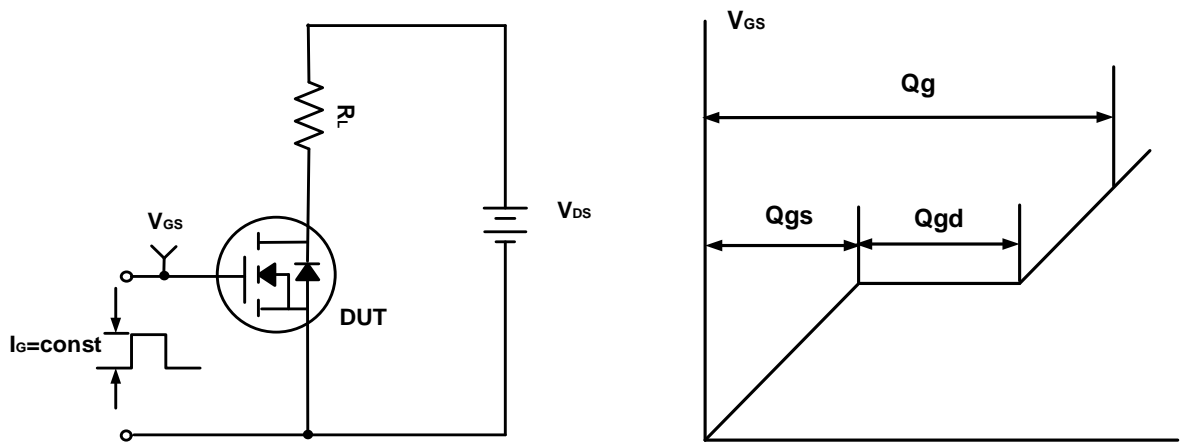 RL
VGS
VDS
DUT
IG=const
VGS
Qg
Qgs
Qgd